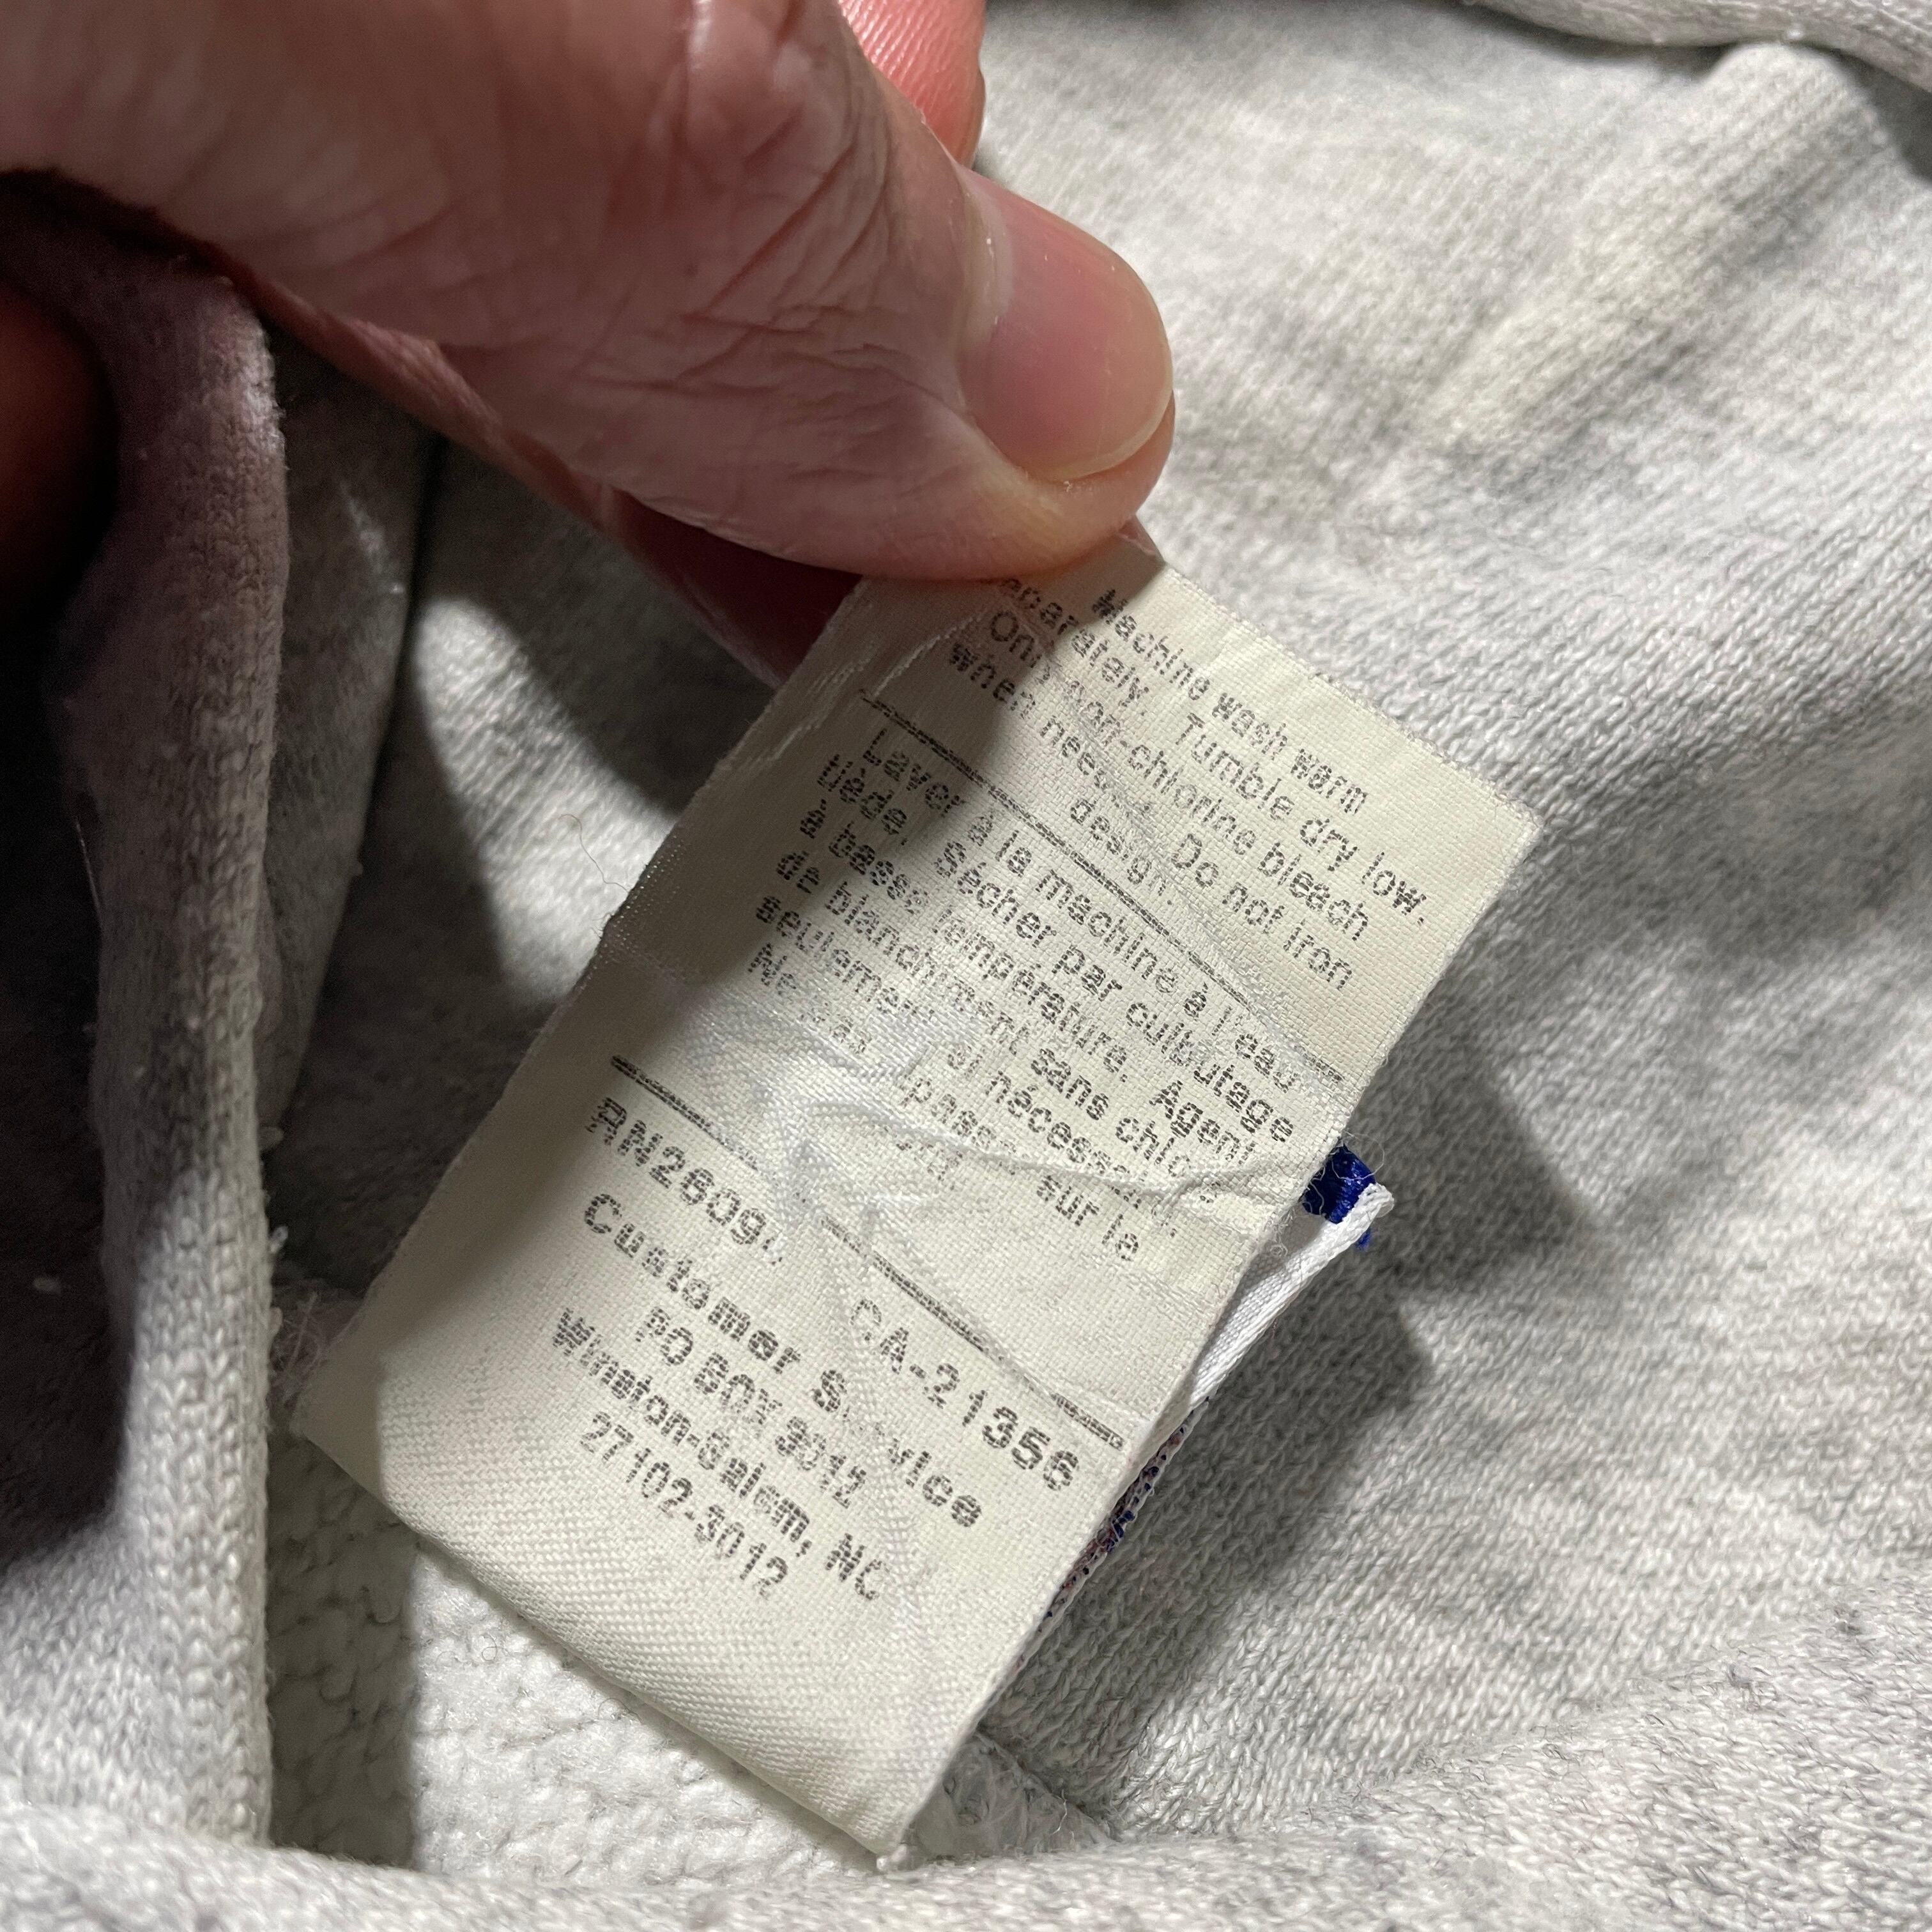 Machine wash warm
separately. Tumble dry low.
Only non-chlorine bleach
when needed. Do not iron
design.
Laver à la machine à l'eau
tiède. Sécher par culbutage
à basse température. Agent
de blanchiment sans chlore
seulement si nécessaire.
Ne pas repasser sur le
CA-21356
Customer Service
PO BOX 3012
Winston-Salem, NC
27102-3012